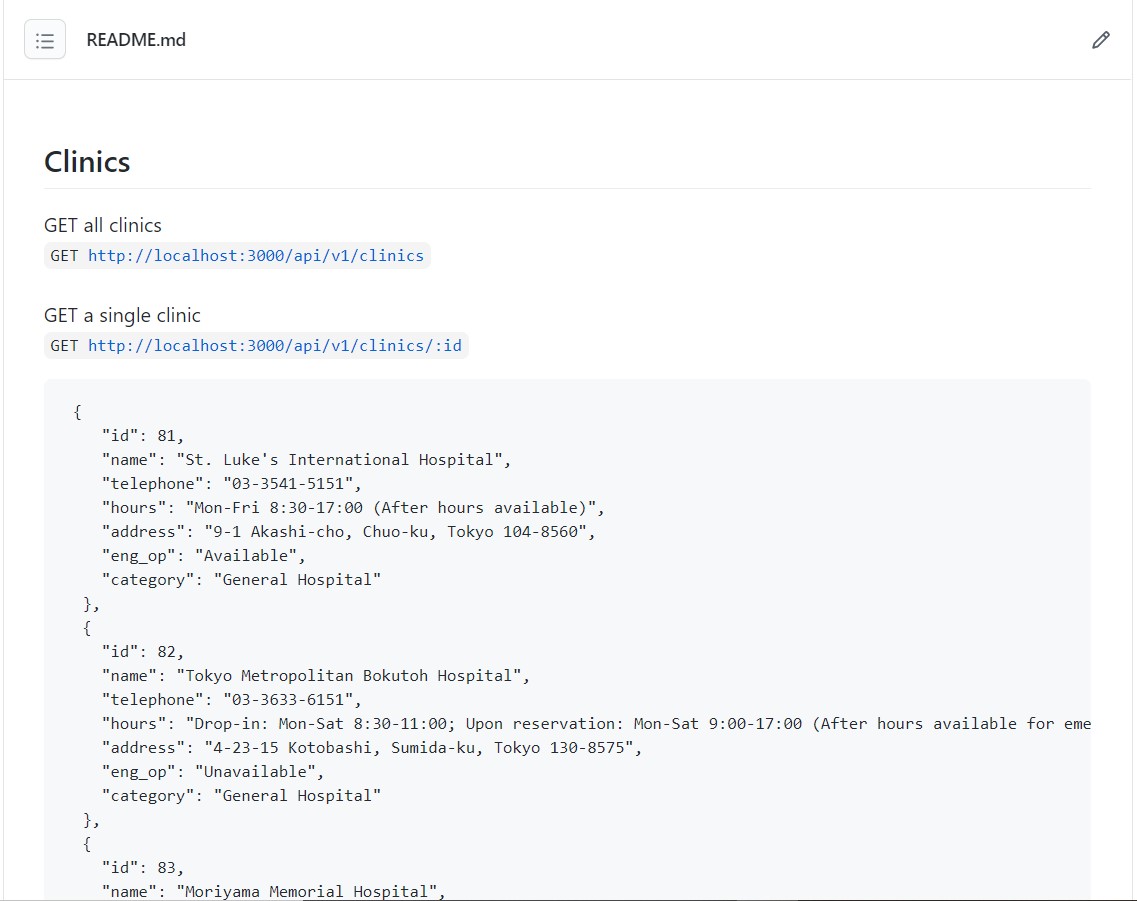 README.md
Clinics
GET all clinics
GET http://localhost:3000/api/v1/clinics
GET a single clinic
GET http://localhost:3000/api/v1/clinics/:id
{
"id": 81,
"name": "St. Luke's International Hospital",
"telephone": "03-3541-5151",
"hours": "Mon-Fri 8:30-17:00 (After hours available)",
"address": "9-1 Akashi-cho, Chuo-ku, Tokyo 104-8560",
"eng_op": "Available",
"category": "General Hospital"
},
{
"id": 82,
"name": "Tokyo Metropolitan Bokutoh Hospital",
"telephone": "03-3633-6151",
"hours": "Drop-in: Mon-Sat 8:30-11:00; Upon reservation: Mon-Sat 9:00-17:00 (After hours available for eme
"address": "4-23-15 Kotobashi, Sumida-ku, Tokyo 130-8575",
"eng_op": "Unavailable",
"category": "General Hospital"
},
{
"id": 83,
"name": "Moriyama Memorial Hospital",